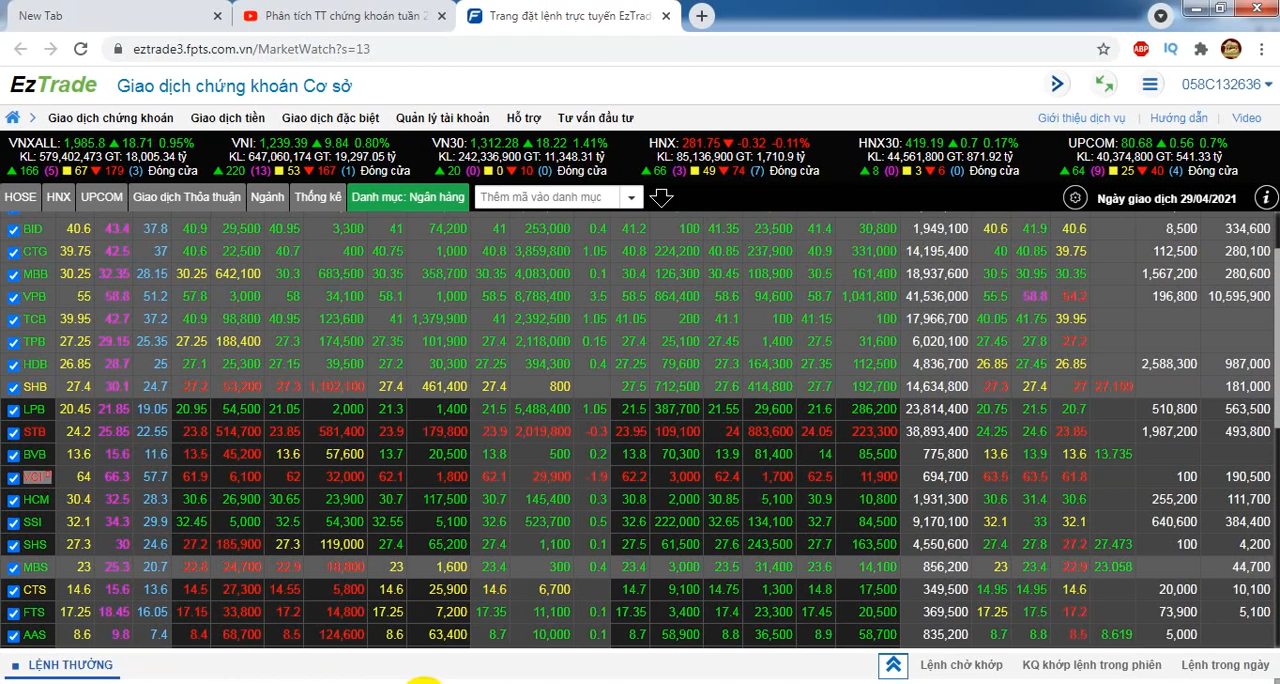 New Tab
Phân tích TT chứng khoán tuần 2
Trang đặt lệnh trực tuyến EzTrad
eztrade3.fpts.com.vn/MarketWatch?s=13
ABP IQ
EzTrade Giao dịch chứng khoán Cơ sở 058C132636
Giao dịch chứng khoán Giao dịch tiền Giao dịch đặc biệt Quản lý tài khoản Hỗ trợ Tư vấn đầu tư Giới thiệu dịch vụ | Hướng dẫn | Video
VNXALL: 1,985.8 ▲ 18.71 0.95% VNI: 1,239.39 ▲ 9.84 0.80% VN30: 1,312.28 ▲ 18.22 1.41% HNX: 281.75 ▼ -0.32 -0.11% HNX30: 419.19 ▲ 0.7 0.17% UPCOM: 80.68 ▲ 0.56 0.7%
KL: 579,402,473 GT: 18,005.34 tỷ KL: 647,060,174 GT: 19,297.05 tỷ KL: 242,336,900 GT: 11,348.31 tỷ KL: 85,136,900 GT: 1,710.9 tỷ KL: 44,561,800 GT: 871.92 tỷ KL: 40,374,800 GT: 541.33 tỷ
▲ 166 (5) ■ 67 ▼ 179 (3) Đóng cửa ▲ 220 (13) ■ 53 ▼ 167 (1) Đóng cửa ▲ 20 (0) ■ 0 ▼ 10 (0) Đóng cửa ▲ 66 (3) ■ 49 ▼ 74 (7) Đóng cửa ▲ 8 (0) ■ 3 ▼ 6 (0) Đóng cửa ▲ 64 (9) ■ 25 ▼ 40 (4) Đóng cửa
HOSE HNX UPCOM Giao dịch Thỏa thuận Ngành Thống kê Danh mục: Ngân hàng Thêm mã vào danh mục Ngày giao dịch 29/04/2021
BID 40.6 43.4 37.8 40.9 29,500 40.95 3,300 41 74,200 41 253,000 0.4 41.2 100 41.35 23,500 41.4 30,800 1,949,100 40.6 41.9 40.6 8,500 334,600
CTG 39.75 42.5 37 40.6 22,500 40.7 400 40.75 1,000 40.8 3,859,800 1.05 40.8 224,200 40.85 237,900 40.9 331,000 14,195,400 40 40.85 39.75 112,500 280,100
MBB 30.25 32.35 28.15 30.25 642,100 30.3 683,500 30.35 358,700 30.35 4,083,000 0.1 30.4 126,300 30.45 108,900 30.5 161,400 18,937,600 30.5 30.95 30.35 1,567,200 280,600
VPB 55 58.8 51.2 57.8 3,000 58 34,100 58.1 1,000 58.5 8,788,400 3.5 58.5 864,400 58.6 94,600 58.7 1,041,800 41,536,000 55.5 58.8 54.2 196,800 10,595,900
TCB 39.95 42.7 37.2 40.9 98,800 40.95 123,600 41 1,379,900 41 2,392,500 1.05 41.05 200 41.1 100 41.15 100 17,966,700 40.05 41.75 39.95
TPB 27.25 29.15 25.35 27.25 188,400 27.3 174,500 27.35 101,900 27.4 2,118,000 0.15 27.4 25,100 27.45 1,400 27.5 31,600 6,020,100 27.45 27.8 27.2
HDB 26.85 28.7 25 27.1 25,300 27.15 39,500 27.2 30,300 27.25 394,300 0.4 27.25 79,600 27.3 164,300 27.35 112,500 4,836,700 26.85 27.45 26.85 2,588,300 987,000
SHB 27.4 30.1 24.7 27.2 53,200 27.3 1,102,100 27.4 461,400 27.4 800 27.5 712,500 27.6 414,800 27.7 192,700 14,634,800 27.3 27.4 27 27.159 181,000
LPB 20.45 21.85 19.05 20.95 54,500 21.05 2,000 21.3 1,400 21.5 5,488,400 1.05 21.5 387,700 21.55 29,600 21.6 286,200 23,814,400 20.75 21.5 20.7 510,800 563,500
STB 24.2 25.85 22.55 23.8 514,700 23.85 581,400 23.9 179,800 23.9 2,019,800 -0.3 23.95 109,100 24 883,600 24.05 223,300 38,893,400 24.25 24.6 23.85 1,987,200 493,800
BVB 13.6 15.6 11.6 13.5 45,200 13.6 57,600 13.7 20,500 13.8 500 0.2 13.8 70,300 13.9 81,400 14 85,500 775,800 13.6 13.9 13.6 13.735
VCI 64 66.3 57.7 61.9 6,100 62 32,000 62.1 1,800 62.1 29,900 -1.9 62.2 3,000 62.4 1,700 62.5 11,900 694,700 63.5 63.5 61.8 100 190,500
HCM 30.4 32.5 28.3 30.6 26,900 30.65 23,900 30.7 117,500 30.7 145,400 0.3 30.8 2,000 30.85 5,100 30.9 10,800 1,931,300 30.6 31.4 30.6 255,200 111,700
SSI 32.1 34.3 29.9 32.45 5,000 32.5 54,300 32.55 5,100 32.6 523,700 0.5 32.6 222,000 32.65 134,100 32.7 84,500 9,170,100 32.1 33 32.1 640,600 384,400
SHS 27.3 30 24.6 27.2 185,900 27.3 119,000 27.4 65,200 27.4 1,100 0.1 27.5 61,500 27.6 243,500 27.7 163,500 4,550,600 27.4 27.8 27.2 27.473 100 4,200
MBS 23 25.3 20.7 22.8 24,700 22.9 18,800 23 1,600 23.4 300 0.4 23.4 3,000 23.5 31,400 23.6 14,100 856,200 23 23.4 22.9 23.058 44,700
CTS 14.6 15.6 13.6 14.5 27,300 14.55 5,800 14.6 25,900 14.6 6,700 14.7 9,100 14.75 1,300 14.8 17,500 349,500 14.95 14.95 14.6 20,000 10,100
FTS 17.25 18.45 16.05 17.15 33,800 17.2 14,800 17.25 7,200 17.35 11,100 0.1 17.35 3,400 17.4 23,300 17.45 20,500 369,500 17.25 17.5 17.2 73,900 5,100
AAS 8.6 9.8 7.4 8.4 68,700 8.5 124,600 8.6 63,400 8.7 10,000 0.1 8.7 58,900 8.8 36,500 8.9 58,700 835,200 8.7 8.8 8.5 8.619 5,000
LỆNH THƯỜNG Lệnh chờ khớp KQ khớp lệnh trong phiên Lệnh trong ngày